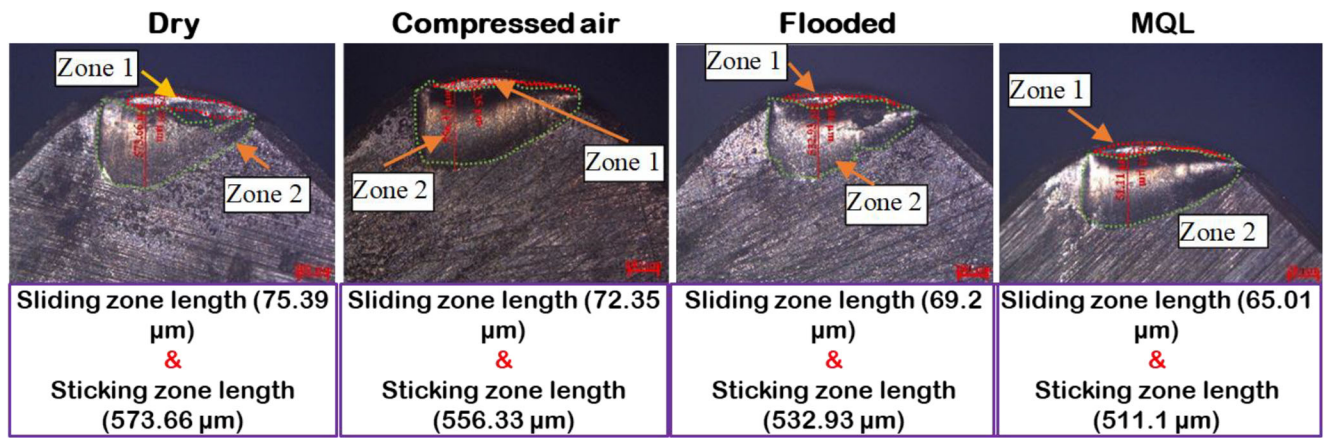 Dry
Compressed air
Flooded
MQL
Zone 1
Zone 2
Zone 2
Zone 1
Zone 1
Zone 2
Zone 1
Zone 2
Sliding zone length (75.39
µm)
&
Sticking zone length
(573.66 µm)
Sliding zone length (72.35
µm)
&
Sticking zone length
(556.33 µm)
Sliding zone length (69.2
µm)
&
Sticking zone length
(532.93 µm)
Sliding zone length (65.01
µm)
&
Sticking zone length
(511.1 µm)